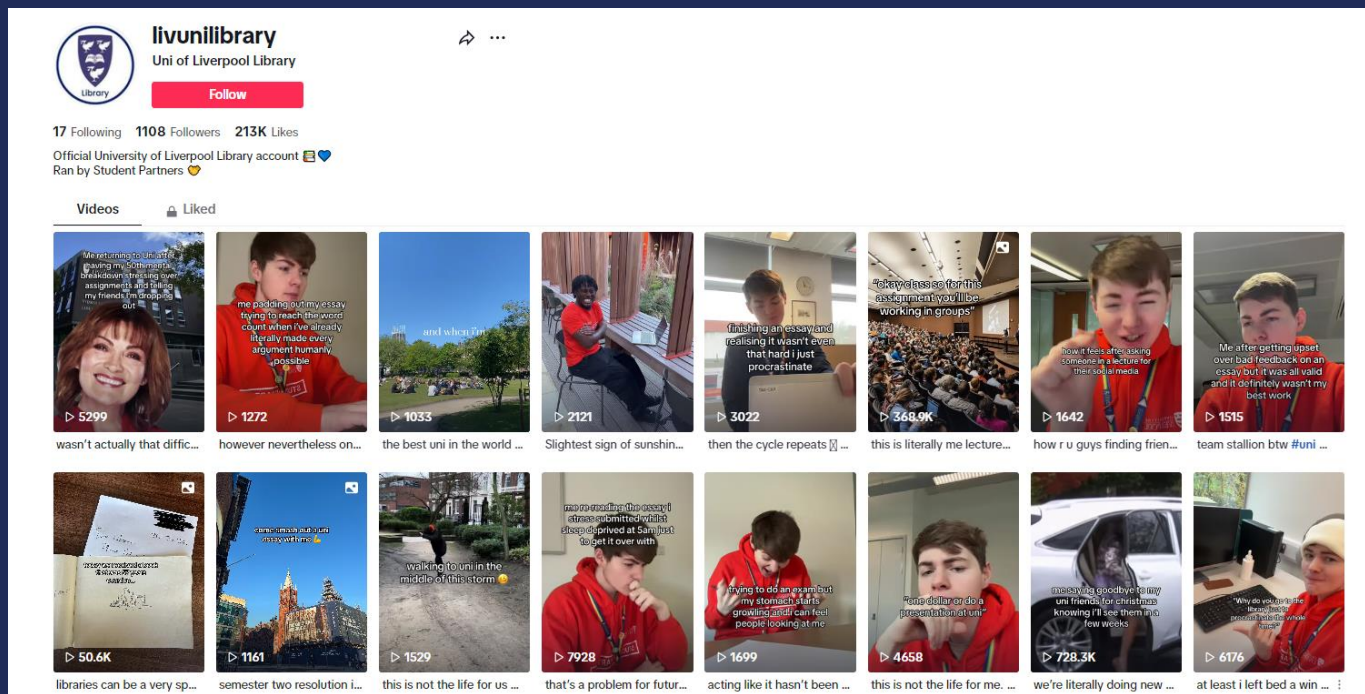 livunilibrary
Uni of Liverpool Library
Library
Follow
17 Following 1108 Followers 213K Likes
Official University of Liverpool Library account
Ran by Student Partners
Videos Liked
Me returning to Uni after
having my 50th mental
breakdown stressing over
assignments and telling
my friends I'm dropping
out
5299
wasn't actually that diffic...
me padding out my essay
trying to reach the word
count when i've already
literally made every
argument humanly
possible
1272
however nevertheless on...
and when i'm
1033
the best uni in the world ...
2121
Slightest sign of sunshin...
finishing an essay and
realising it wasn't even
that hard i just
procrastinate
3022
then the cycle repeats ...
"okay class so for this
assignment you'll be
working in groups"
368.9K
this is literally me lecture...
how it feels after asking
someone in a lecture for
their social media
1642
how r u guys finding frien...
Me after getting upset
over bad feedback on an
essay but it was all valid
and it definitely wasn't my
best work
1515
team stallion btw #uni ...
50.6K
libraries can be a very sp...
come smash out a uni
essay with me
1161
semester two resolution i...
walking to uni in the
middle of this storm
1529
this is not the life for us ...
me re-reading the essay i
stress submitted whilst
sleep deprived at 5am just
to get it over with
7928
that's a problem for futur...
trying to do an exam but
my stomach starts
growling and i can feel
people looking at me
1699
acting like it hasn't been ...
"one dollar or do a
presentation at uni"
4658
this is not the life for me. ...
me saying goodbye to my
uni friends for christmas
knowing i'll see them in a
few weeks
728.3K
we're literally doing new ...
"Why do you go to the
library just to
procrastinate the whole
time?"
6176
at least i left bed a win ...